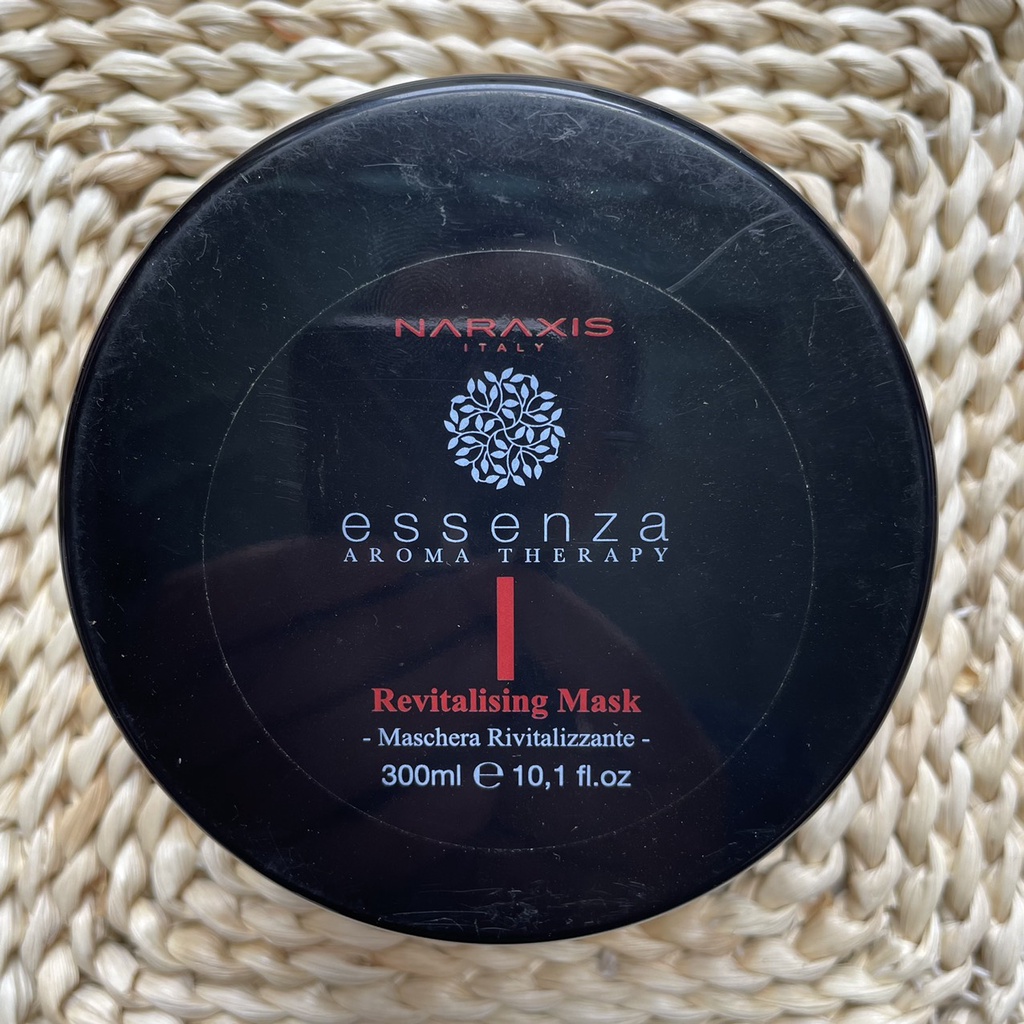 NARAXIS
ITALY
essenza
AROMA THERAPY
Revitalising Mask
- Maschera Rivitalizzante -
300ml ℮ 10,1 fl.oz